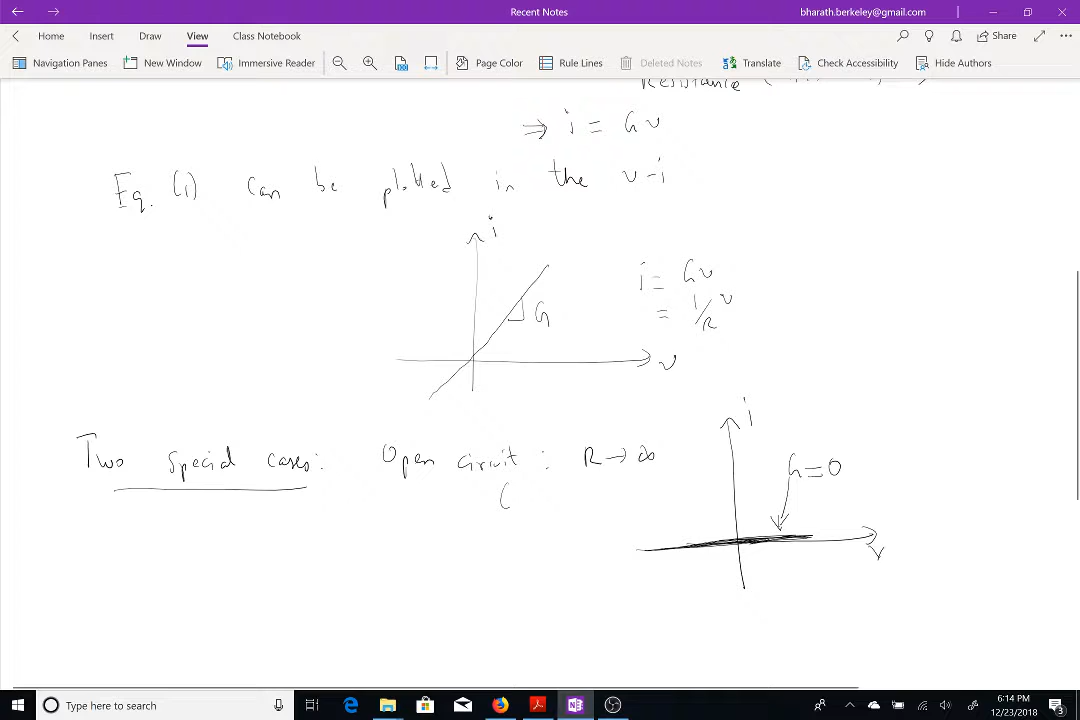 Recent Notes
bharath.berkeley@gmail.com
Home Insert Draw View Class Notebook
Share
Navigation Panes New Window Immersive Reader Page Color Rule Lines Deleted Notes Translate Check Accessibility Hide Authors
Resistance (
⇒ i = Gv
Eq. (1) can be plotted in the v-i
i
G
v
i = Gv
= 1/R v
Two special cases: Open circuit: R → ∞
(
i
G=0
v
Type here to search
6:14 PM
12/23/2018
3